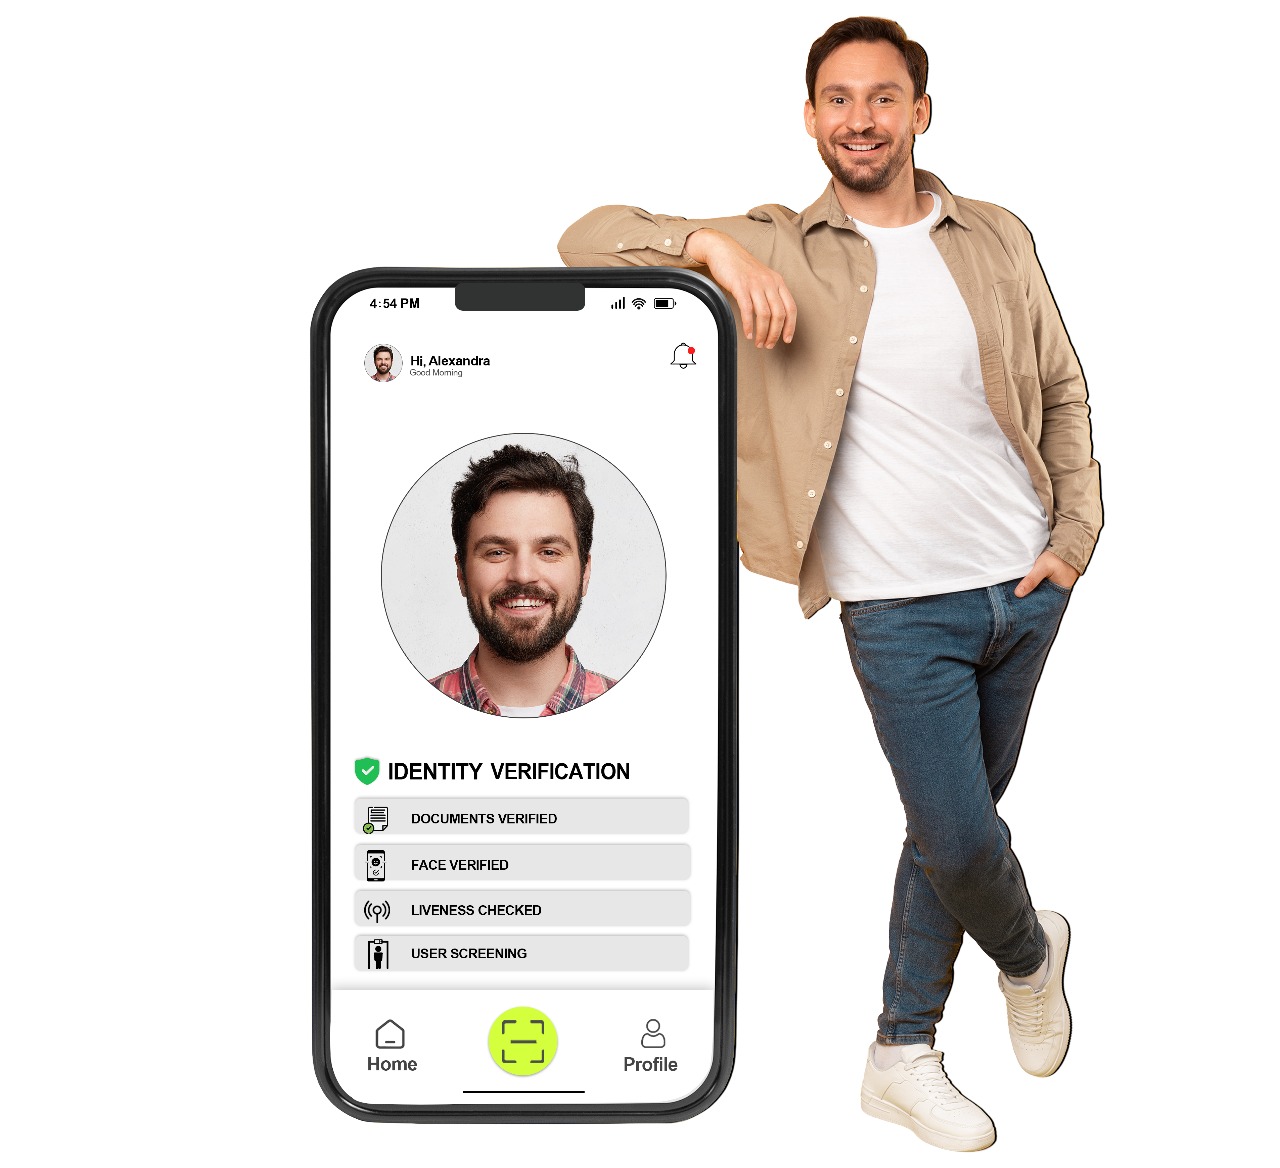 4:54 PM
Hi, Alexandra
Good Morning
IDENTITY VERIFICATION
DOCUMENTS VERIFIED
FACE VERIFIED
LIVENESS CHECKED
USER SCREENING
Home
Profile